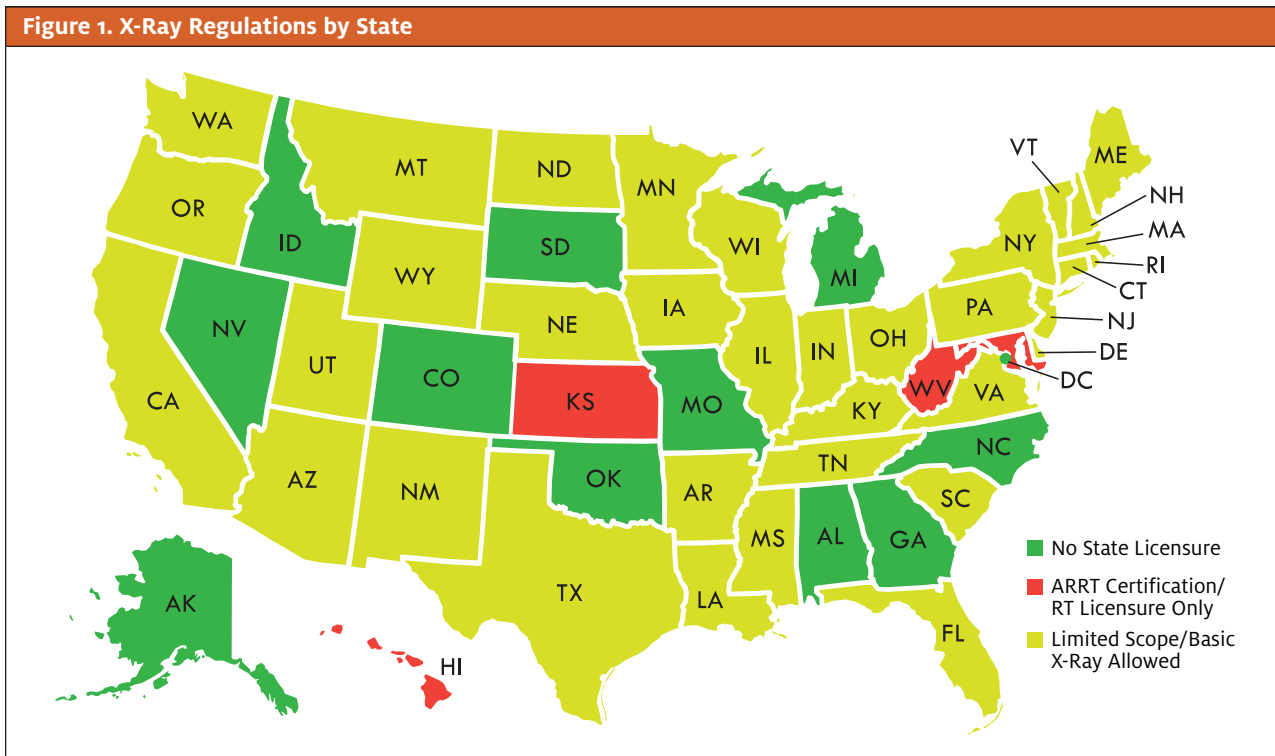 Figure 1. X-Ray Regulations by State
WA
MT
ND
MN
VT
ME
OR
ID
SD
WI
NY
NH
MA
WY
MI
RI
CT
NV
NE
IA
PA
NJ
UT
CO
IL
IN
OH
DE
CA
KS
MO
WV
DC
KY
VA
AZ
NM
OK
AR
TN
NC
SC
MS
AL
GA
No State Licensure
AK
TX
LA
ARRT Certification/
RT Licensure Only
FL
Limited Scope/Basic
X-Ray Allowed
HI